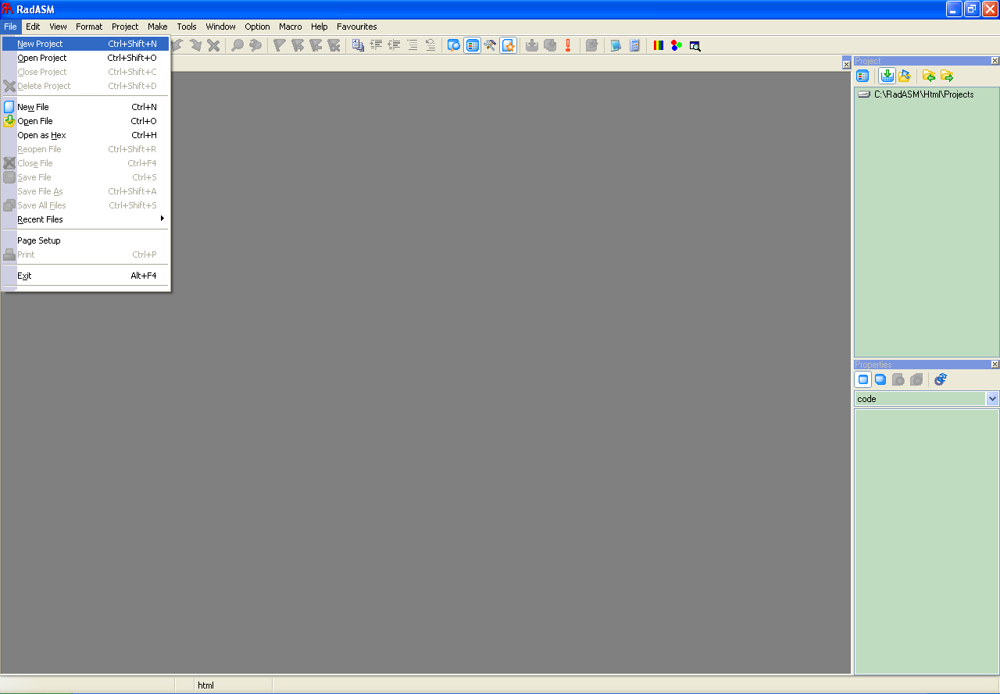 RadASM
File Edit View Format Project Make Tools Window Option Macro Help Favourites
New Project Ctrl+Shift+N
Open Project Ctrl+Shift+O
Close Project Ctrl+Shift+C
Delete Project Ctrl+Shift+D
New File Ctrl+N
Open File Ctrl+O
Open as Hex Ctrl+H
Reopen File Ctrl+Shift+R
Close File Ctrl+F4
Save File Ctrl+S
Save File As Ctrl+Shift+A
Save All Files Ctrl+Shift+S
Recent Files
Page Setup
Print Ctrl+P
Exit Alt+F4
Project
C:\RadASM\Html\Projects
Properties
code
html